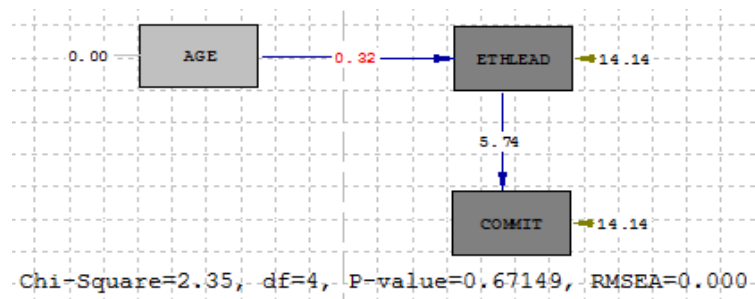 0.00 AGE 0.32 ETHLEAD 14.14
5.74
COMMIT 14.14
Chi-Square=2.35, df=4, P-value=0.67149, RMSEA=0.000